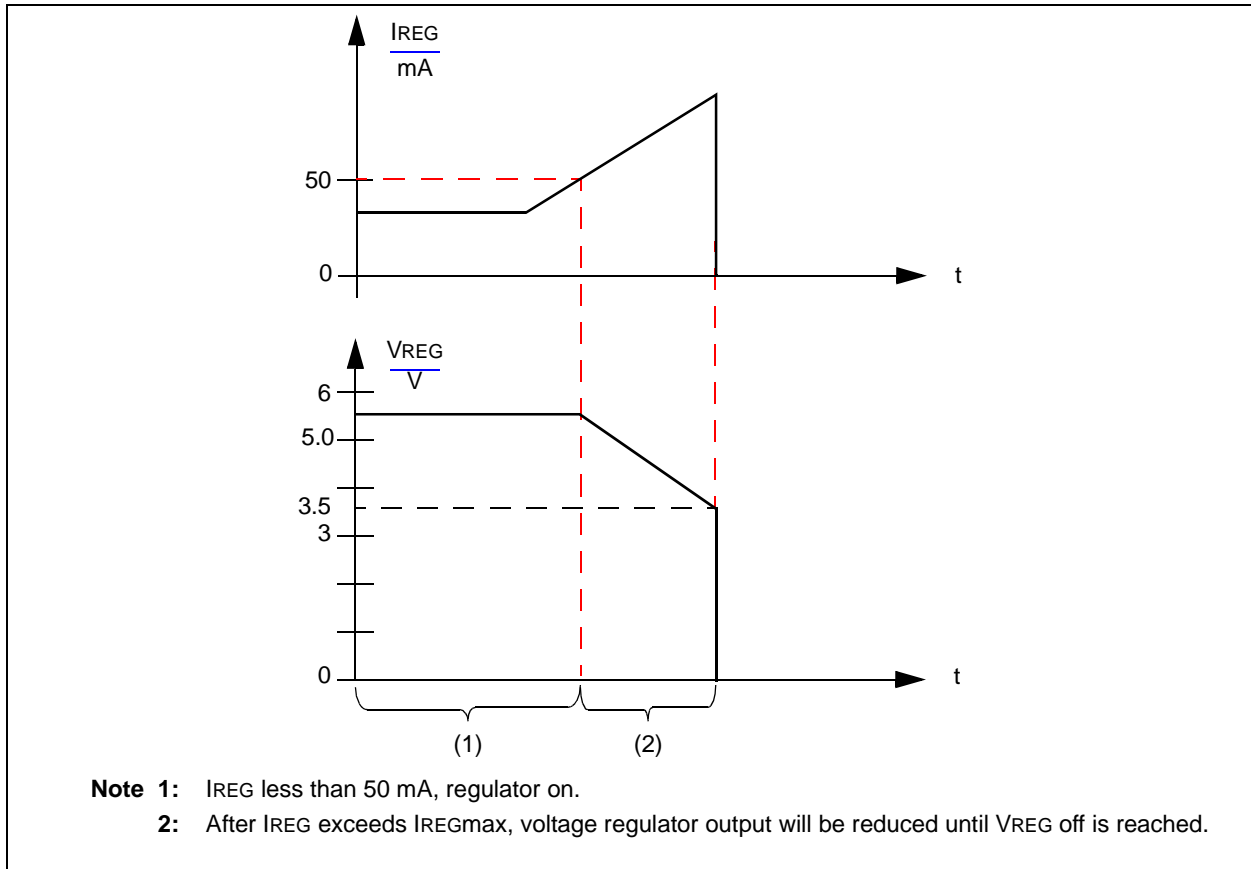 IREG
mA
50
0
t
VREG
V
6
5.0
3.5
3
0
t
(1)
(2)
Note 1: IREG less than 50 mA, regulator on.
2: After IREG exceeds IREGmax, voltage regulator output will be reduced until VREG off is reached.